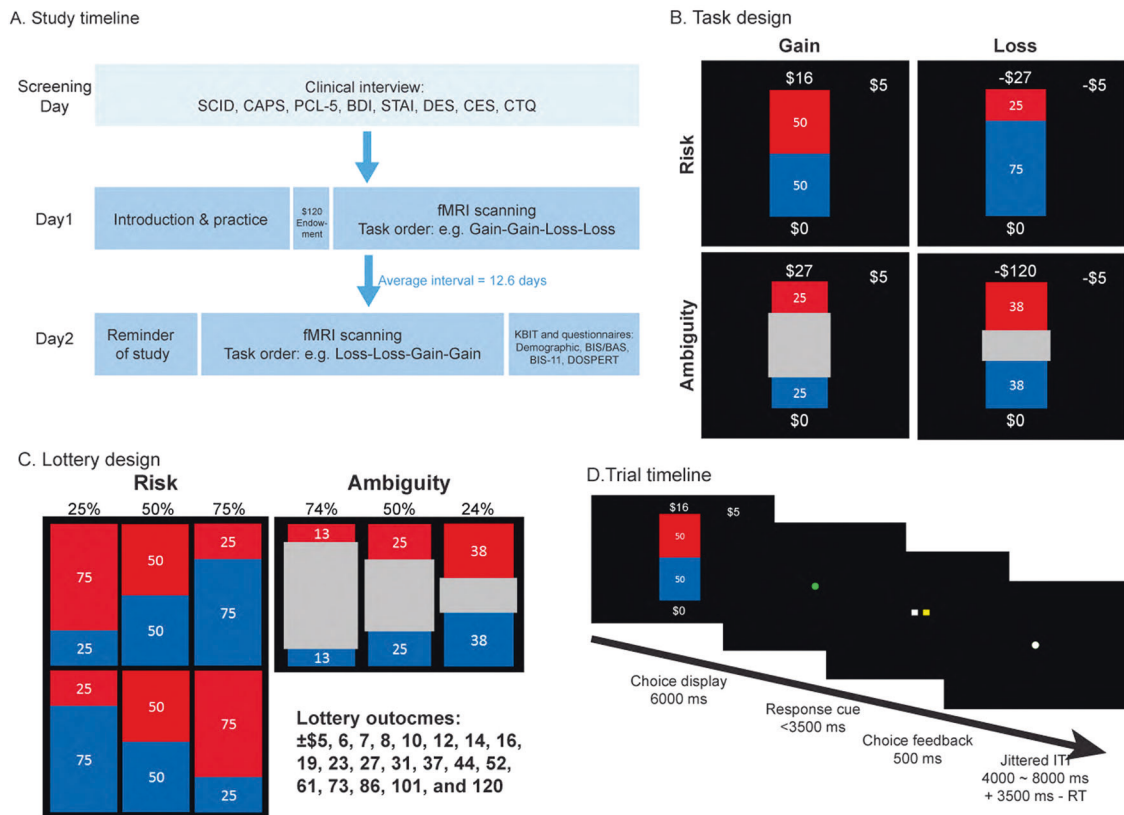 A. Study timeline
Screening
Day
Clinical interview:
SCID, CAPS, PCL-5, BDI, STAI, DES, CES, CTQ
Day1
Introduction & practice
$120
Endow-
ment
fMRI scanning
Task order: e.g. Gain-Gain-Loss-Loss
Average interval = 12.6 days
Day2
Reminder
of study
fMRI scanning
Task order: e.g. Loss-Loss-Gain-Gain
KBIT and questionnaires:
Demographic, BIS/BAS,
BIS-11, DOSPERT
B. Task design
Gain
Loss
Risk
$16
$5
50
50
$0
-$27
-$5
25
75
$0
Ambiguity
$27
$5
25
25
$0
-$120
-$5
38
38
$0
C. Lottery design
Risk
25% 50% 75%
75 50 25
25 50 75
25 50 75
75 50 25
Ambiguity
74% 50% 24%
13 25 38
13 25 38
Lottery outocmes:
±$5, 6, 7, 8, 10, 12, 14, 16,
19, 23, 27, 31, 37, 44, 52,
61, 73, 86, 101, and 120
D.Trial timeline
$16 $5
50
50
$0
Choice display
6000 ms
Response cue
<3500 ms
Choice feedback
500 ms
Jittered ITI
4000 ~ 8000 ms
+ 3500 ms - RT